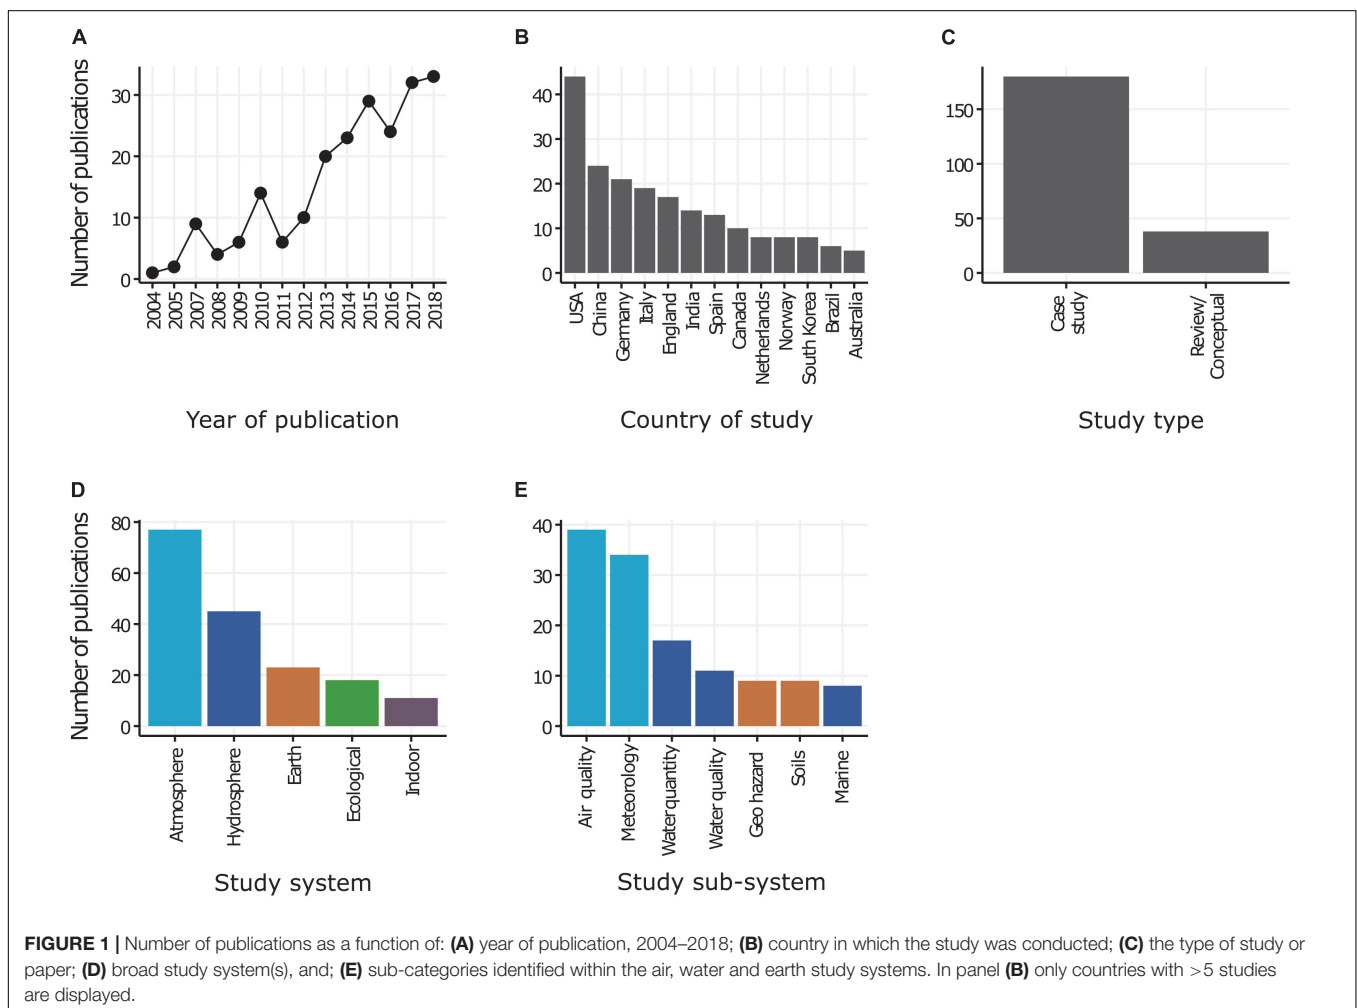 A
Number of publications
30
20
10
0
2004
2005
2007
2008
2009
2010
2011
2012
2013
2014
2015
2016
2017
2018
Year of publication
B
40
30
20
10
0
USA
China
Germany
Italy
England
India
Spain
Canada
Netherlands
Norway
South Korea
Brazil
Australia
Country of study
C
150
100
50
0
Case
study
Review/
Conceptual
Study type
D
Number of publications
80
60
40
20
0
Atmosphere
Hydrosphere
Earth
Ecological
Indoor
Study system
E
40
30
20
10
0
Air quality
Meteorology
Water quantity
Water quality
Geo hazard
Soils
Marine
Study sub-system
FIGURE 1 | Number of publications as a function of: (A) year of publication, 2004–2018; (B) country in which the study was conducted; (C) the type of study or
paper; (D) broad study system(s), and; (E) sub-categories identified within the air, water and earth study systems. In panel (B) only countries with >5 studies
are displayed.